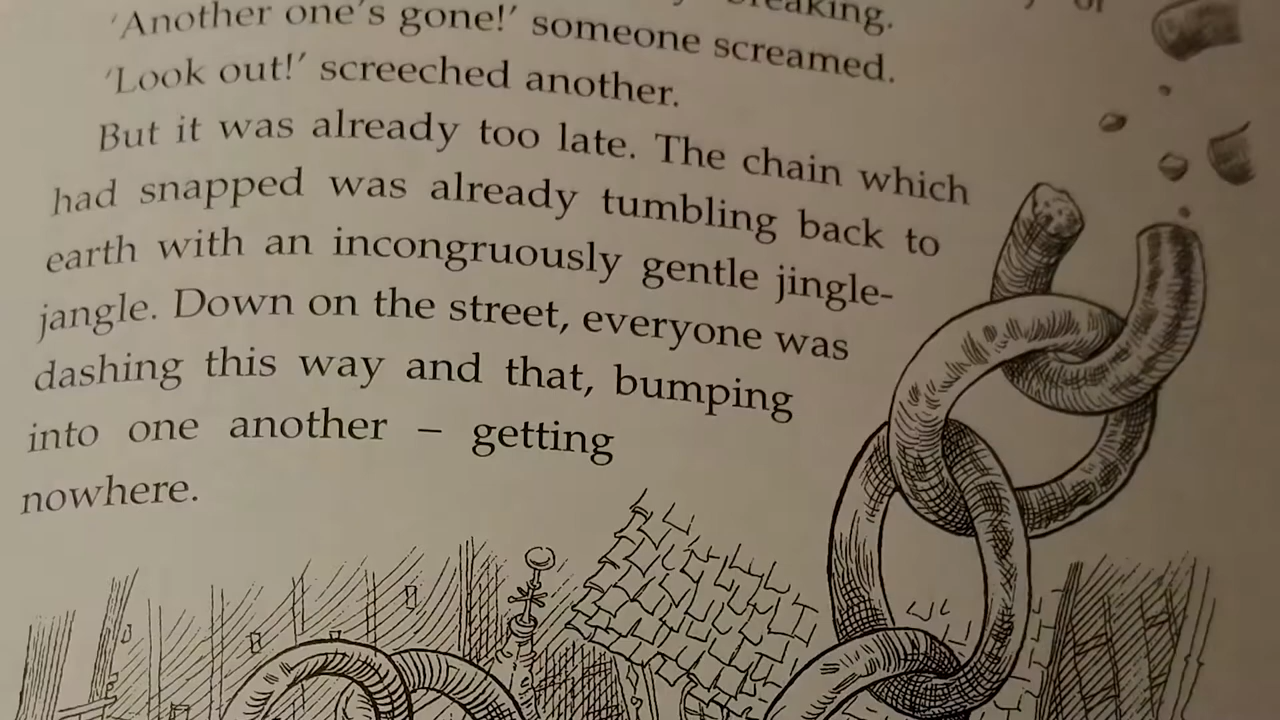 breaking.
'Another one's gone!' someone screamed.
'Look out!' screeched another.
But it was already too late. The chain which
had snapped was already tumbling back to
earth with an incongruously gentle jingle-
jangle. Down on the street, everyone was
dashing this way and that, bumping
into one another – getting
nowhere.